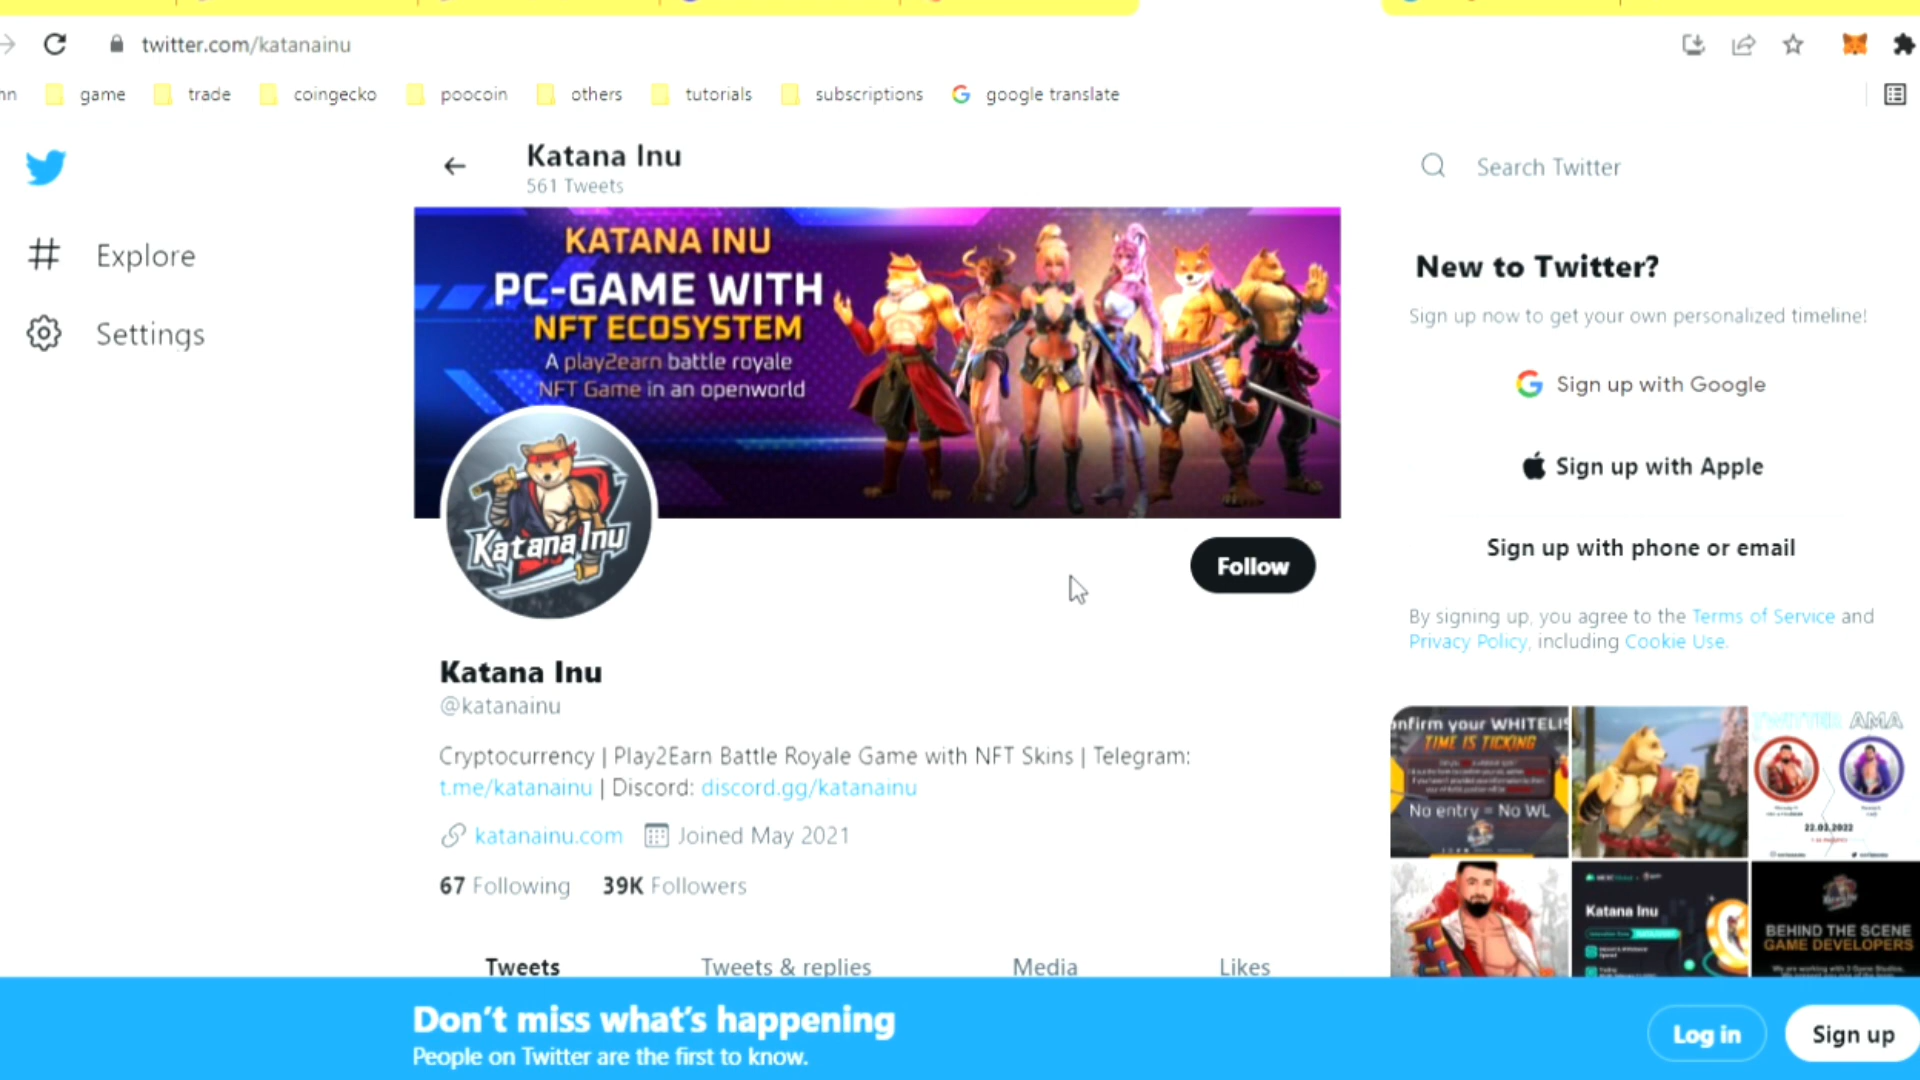 twitter.com/katanainu
game trade coingecko poocoin others tutorials subscriptions google translate
Katana Inu
561 Tweets
Search Twitter
Explore
Settings
KATANA INU
PC-GAME WITH
NFT ECOSYSTEM
A play2earn battle royale
NFT Game in an openworld
Katana Inu
Follow
Katana Inu
@katanainu
Cryptocurrency | Play2Earn Battle Royale Game with NFT Skins | Telegram:
t.me/katanainu | Discord: discord.gg/katanainu
katanainu.com Joined May 2021
67 Following 39K Followers
Tweets Tweets & replies Media Likes
New to Twitter?
Sign up now to get your own personalized timeline!
Sign up with Google
Sign up with Apple
Sign up with phone or email
By signing up, you agree to the Terms of Service and
Privacy Policy, including Cookie Use.
onfirm your WHITELIS
TIME IS TICKING
No entry = No WL
TWITTER AMA
22.02.2022
Katana Inu
BEHIND THE SCENE
GAME DEVELOPERS
Don't miss what's happening
People on Twitter are the first to know.
Log in Sign up